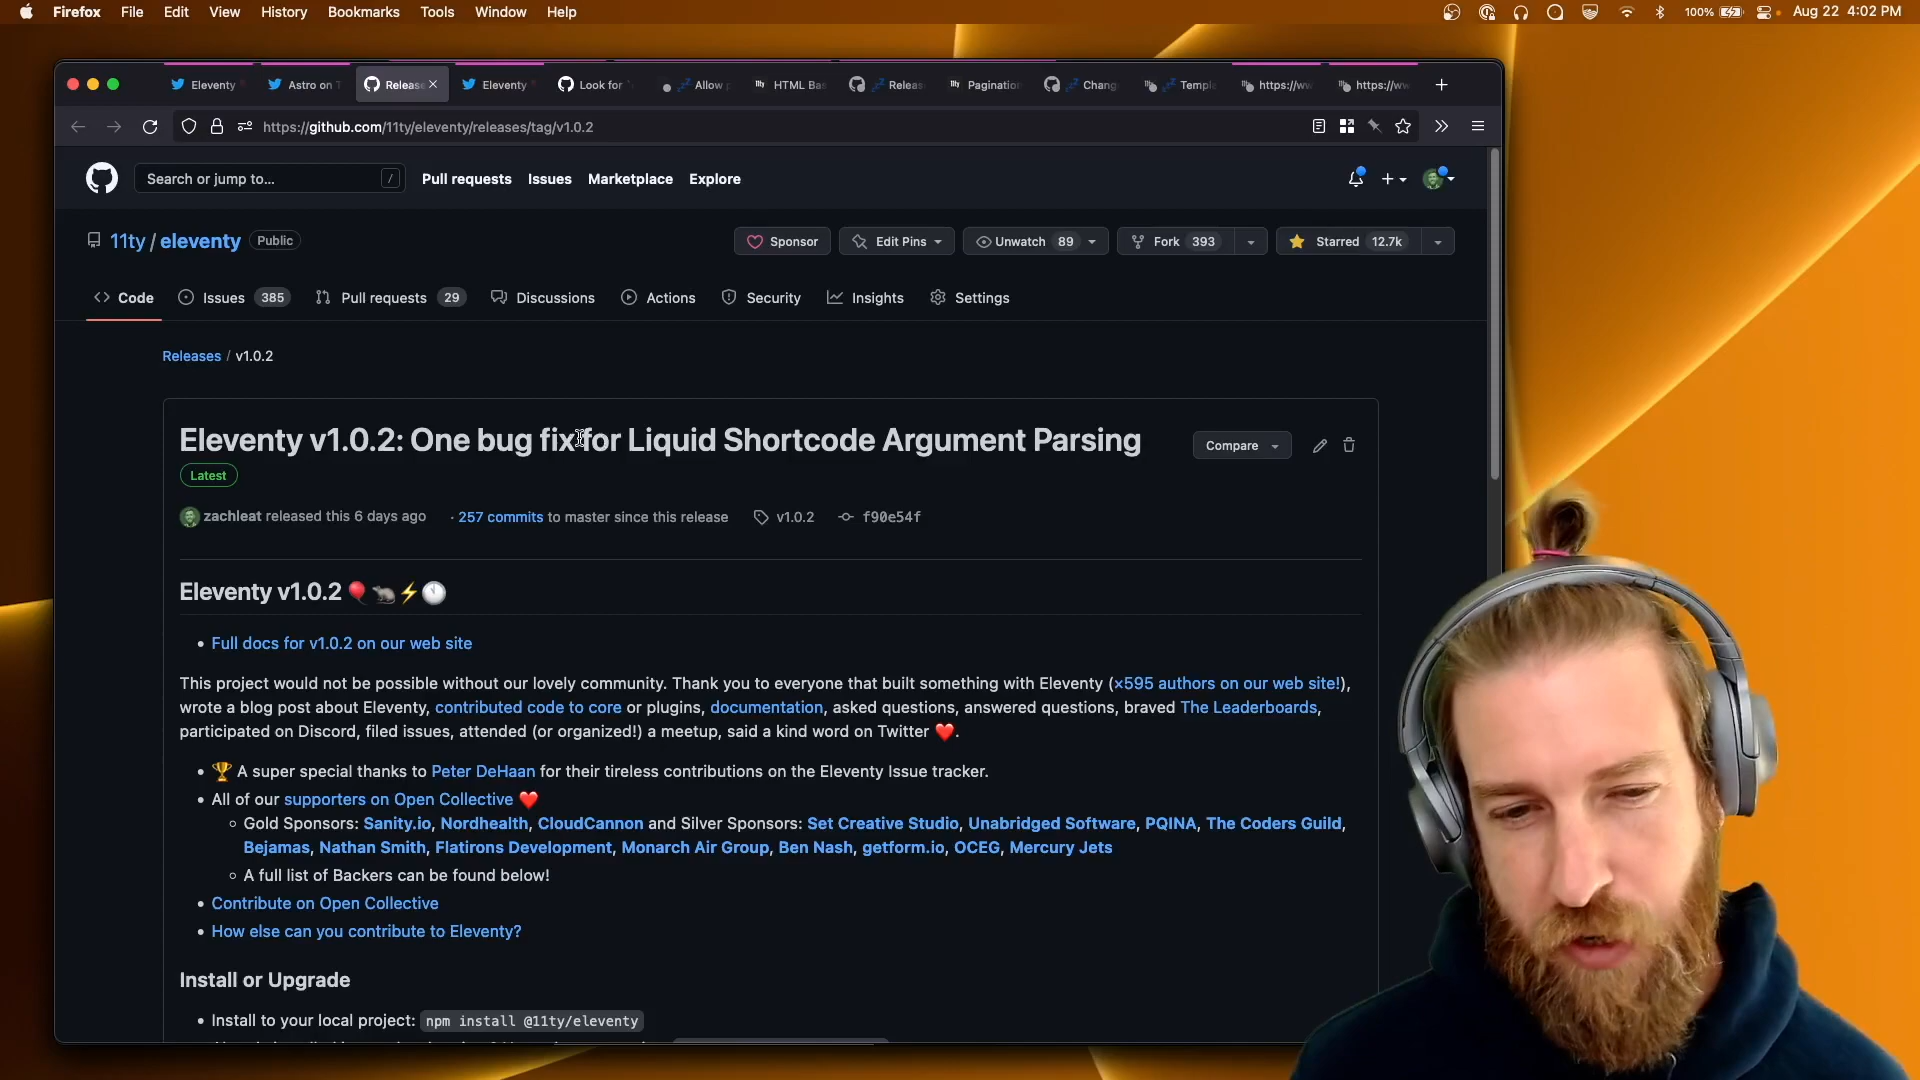 Firefox File Edit View History Bookmarks Tools Window Help 100% Aug 22 4:02 PM
Eleventy Astro on T Release Eleventy Look for Allow p HTML Bas Releas Pagination Chang Templ https://ww https://ww
https://github.com/11ty/eleventy/releases/tag/v1.0.2
Search or jump to... / Pull requests Issues Marketplace Explore
11ty / eleventy Public Sponsor Edit Pins Unwatch 89 Fork 393 Starred 12.7k
Code Issues 385 Pull requests 29 Discussions Actions Security Insights Settings
Releases / v1.0.2
Eleventy v1.0.2: One bug fix for Liquid Shortcode Argument Parsing Compare
Latest
zachleat released this 6 days ago · 257 commits to master since this release v1.0.2 f90e54f
Eleventy v1.0.2 🎈🐀⚡🕚
• Full docs for v1.0.2 on our web site
This project would not be possible without our lovely community. Thank you to everyone that built something with Eleventy (×595 authors on our web site!),
wrote a blog post about Eleventy, contributed code to core or plugins, documentation, asked questions, answered questions, braved The Leaderboards,
participated on Discord, filed issues, attended (or organized!) a meetup, said a kind word on Twitter ❤️.
• 🏆 A super special thanks to Peter DeHaan for their tireless contributions on the Eleventy Issue tracker.
• All of our supporters on Open Collective ❤️
◦ Gold Sponsors: Sanity.io, Nordhealth, CloudCannon and Silver Sponsors: Set Creative Studio, Unabridged Software, PQINA, The Coders Guild,
Bejamas, Nathan Smith, Flatirons Development, Monarch Air Group, Ben Nash, getform.io, OCEG, Mercury Jets
◦ A full list of Backers can be found below!
• Contribute on Open Collective
• How else can you contribute to Eleventy?
Install or Upgrade
• Install to your local project: npm install @11ty/eleventy